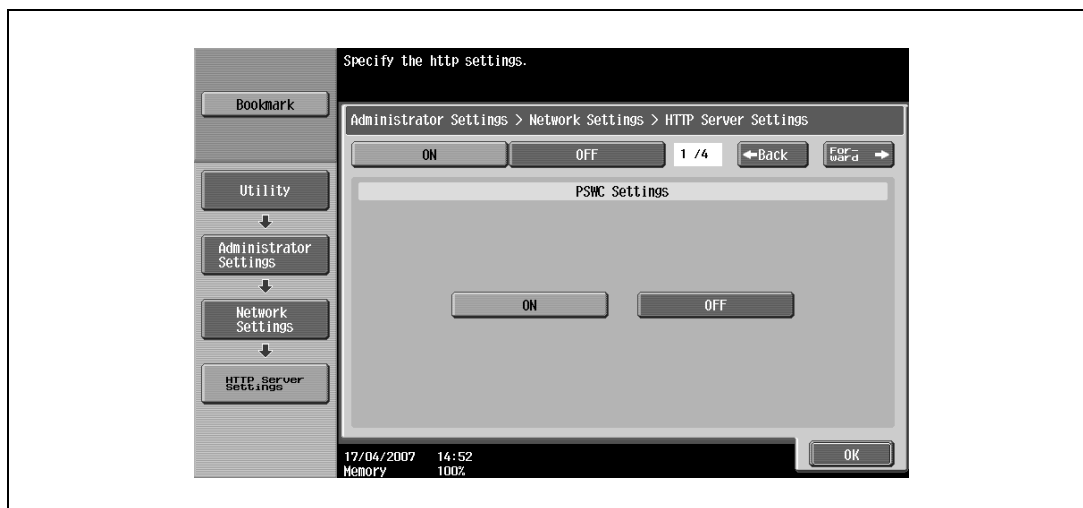 Specify the http settings.
Bookmark
Administrator Settings > Network Settings > HTTP Server Settings
ON
OFF
1 /4
←Back
For-
ward →
Utility
PSWC Settings
Administrator
Settings
ON
OFF
Network
Settings
HTTP Server
Settings
17/04/2007 14:52
Memory 100%
OK